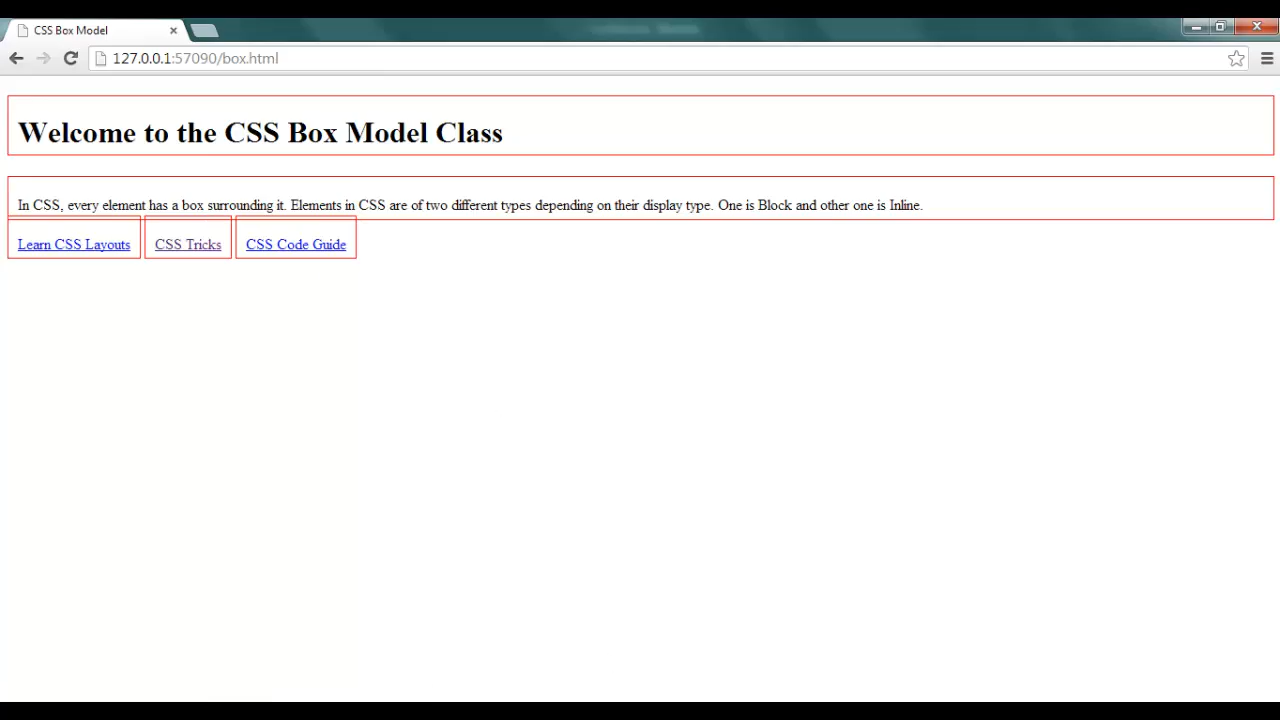 CSS Box Model
127.0.0.1:57090/box.html
Welcome to the CSS Box Model Class
In CSS, every element has a box surrounding it. Elements in CSS are of two different types depending on their display type. One is Block and other one is Inline.
Learn CSS Layouts CSS Tricks CSS Code Guide